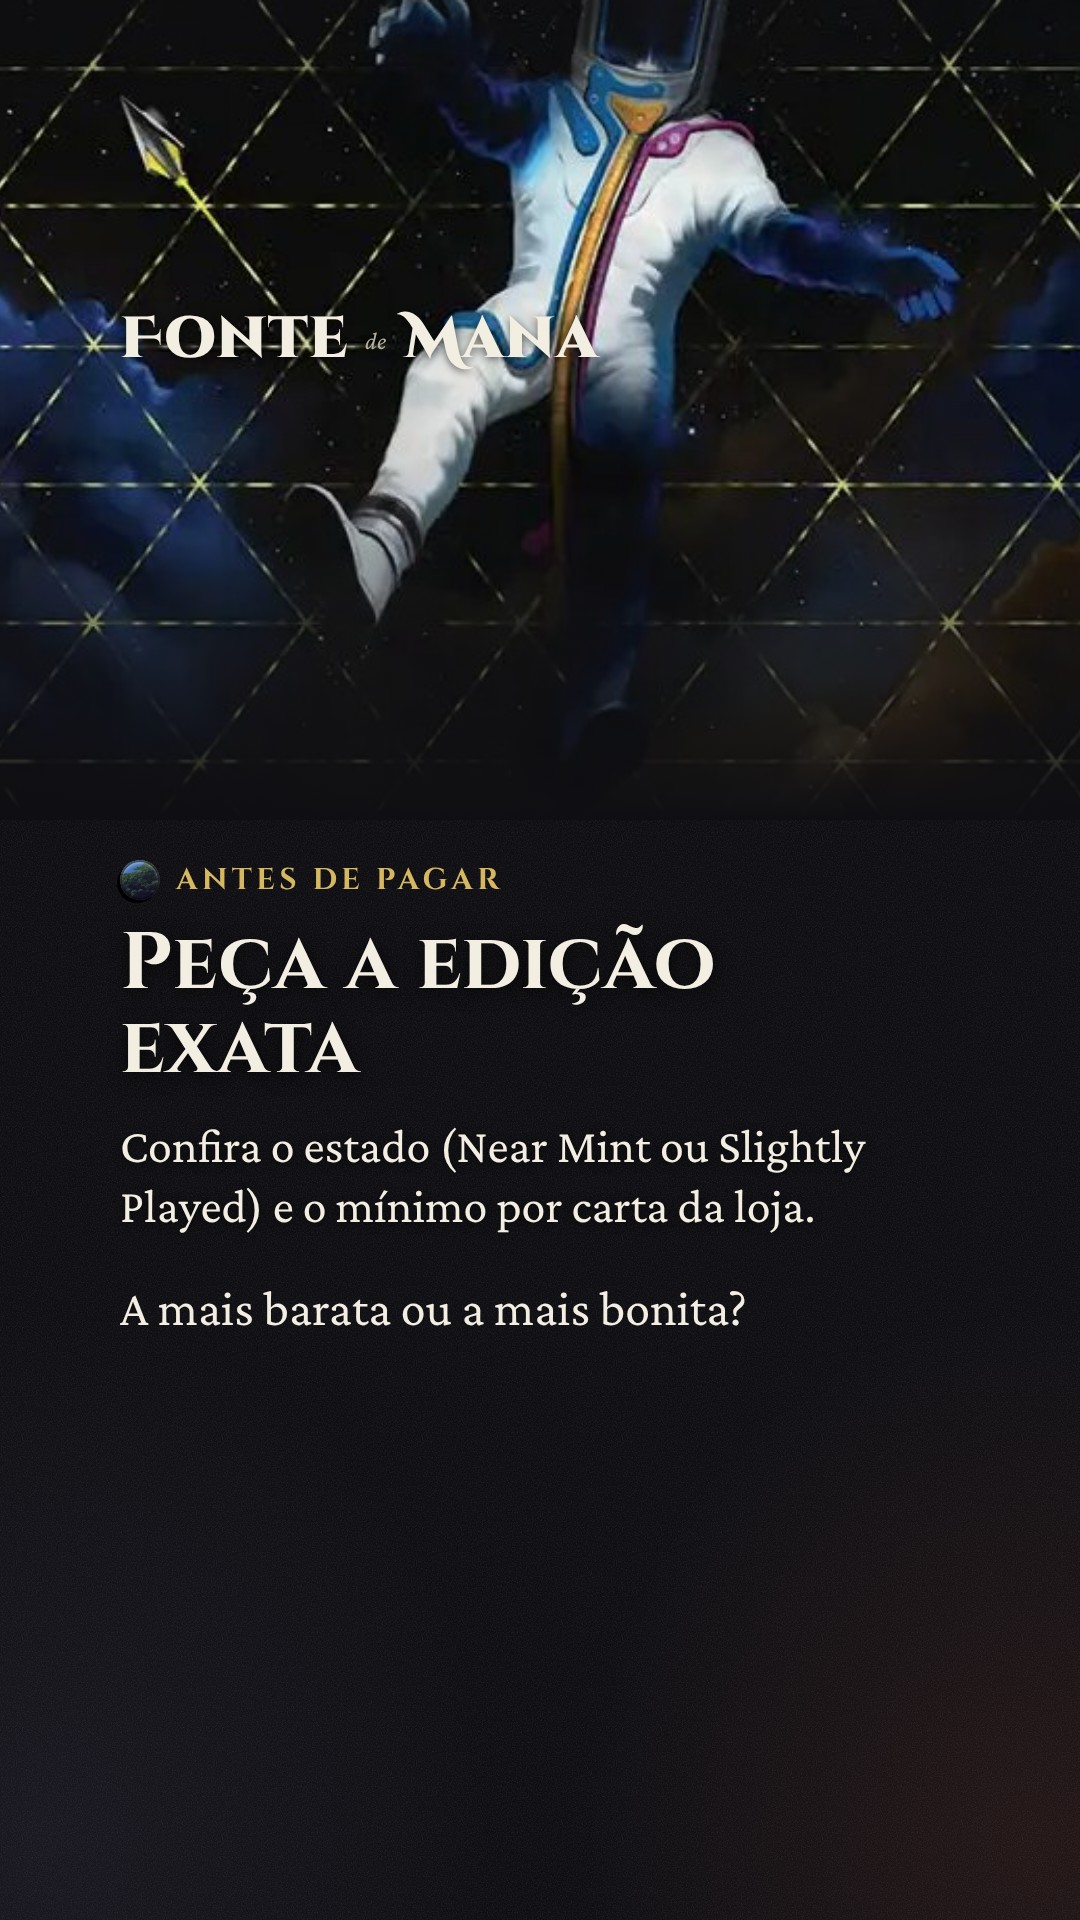 Fonte de Mana
ANTES DE PAGAR
Peça a edição
exata
Confira o estado (Near Mint ou Slightly
Played) e o mínimo por carta da loja.
A mais barata ou a mais bonita?